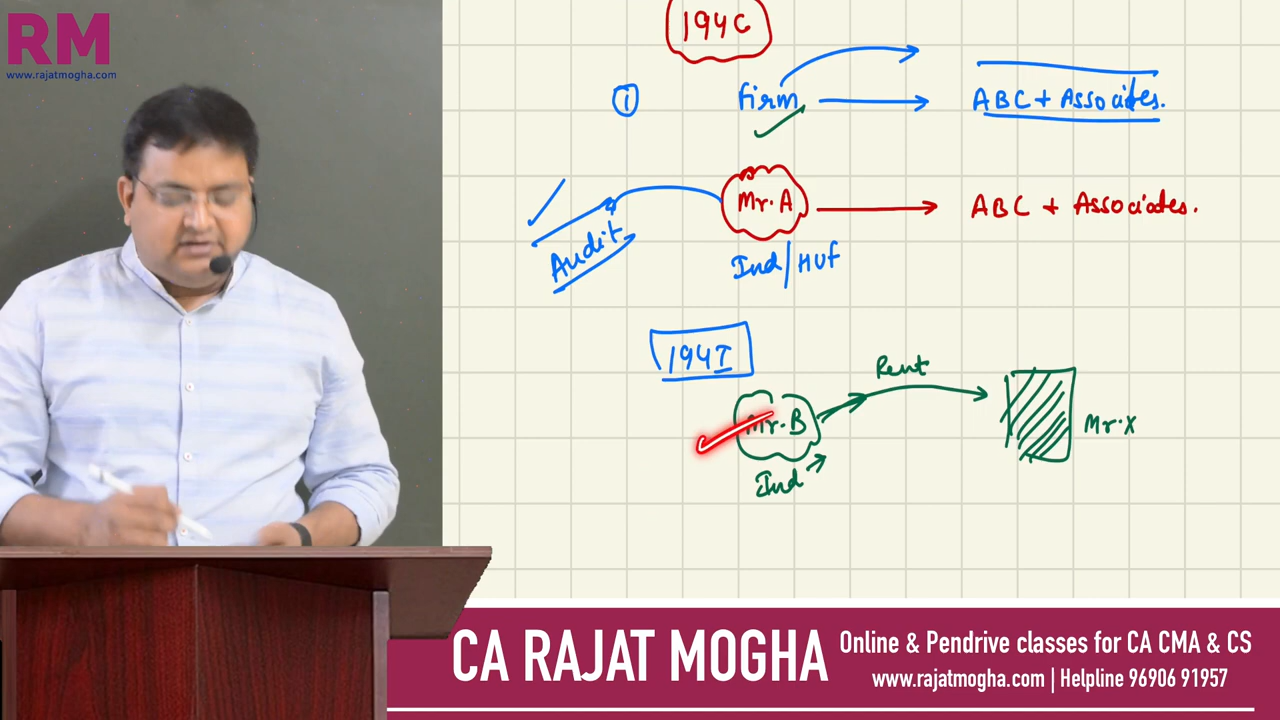 RM
www.rajatmogha.com
194C
① firm ABC + Associates.
Audit Mr. A ABC + Associates.
Ind/HUF
194I
Rent
Mr. B Mr. X
Ind
CA RAJAT MOGHA
Online & Pendrive classes for CA CMA & CS
www.rajatmogha.com | Helpline 96906 91957